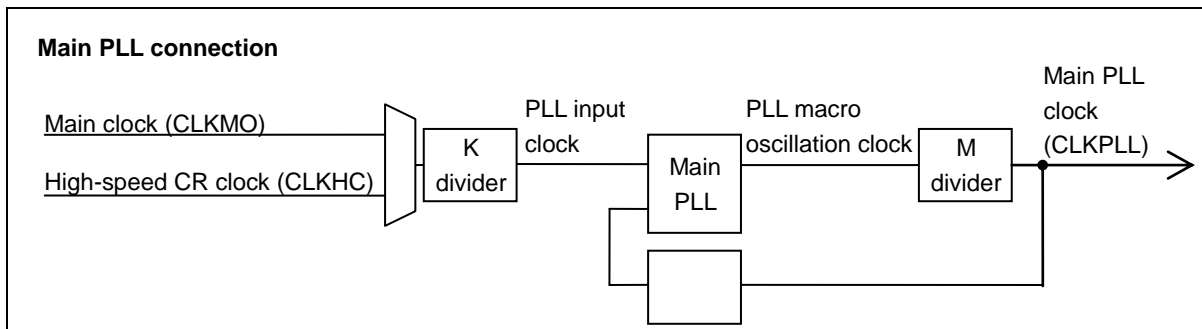 Main PLL connection
Main clock (CLKMO)
High-speed CR clock (CLKHC)
K
divider
PLL input
clock
Main
PLL
PLL macro
oscillation clock
M
divider
Main PLL
clock
(CLKPLL)